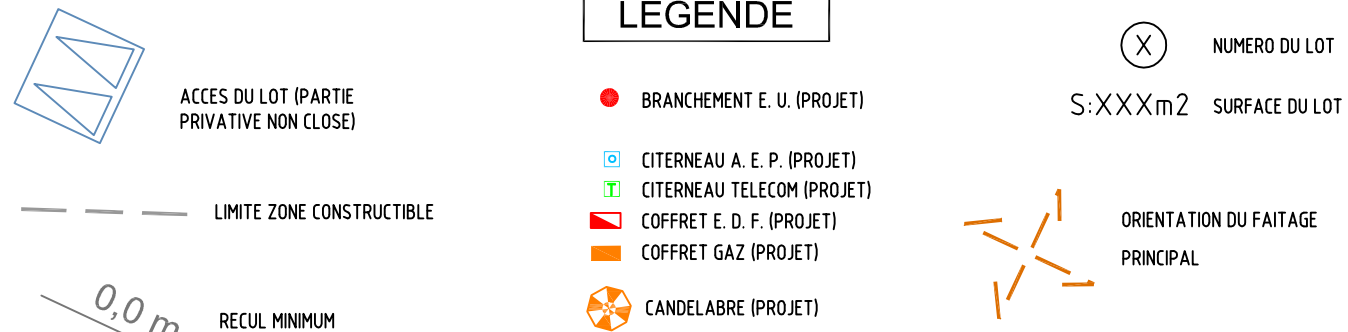 LEGENDE
ACCES DU LOT (PARTIE
PRIVATIVE NON CLOSE)
LIMITE ZONE CONSTRUCTIBLE
0,0 m
RECUL MINIMUM
BRANCHEMENT E. U. (PROJET)
CITERNEAU A. E. P. (PROJET)
T CITERNEAU TELECOM (PROJET)
COFFRET E. D. F. (PROJET)
COFFRET GAZ (PROJET)
CANDELABRE (PROJET)
X NUMERO DU LOT
S:XXXm2 SURFACE DU LOT
ORIENTATION DU FAITAGE
PRINCIPAL